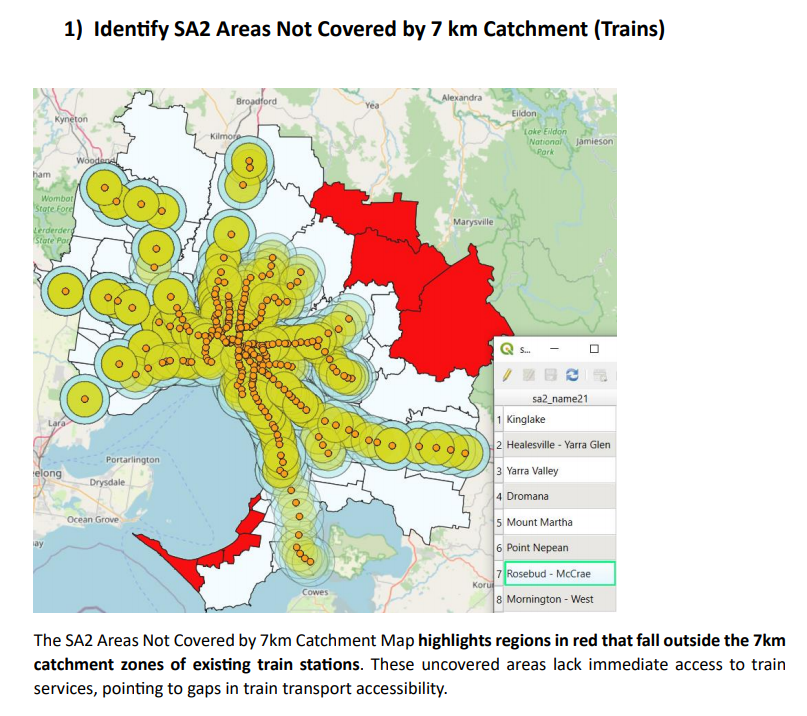 1) Identify SA2 Areas Not Covered by 7 km Catchment (Trains)
Broadford
Alexandra
Yea
Eildon
Kyneton
Kilmore
Lake Eildon
National
Park
Jamieson
Woodend
ham
Wombat
State Fore
Lerderderr
State Par
Marysville
s...
sa2_name21
1 Kinglake
2 Healesville - Yarra Glen
3 Yarra Valley
4 Dromana
5 Mount Martha
6 Point Nepean
7 Rosebud - McCrae
8 Mornington - West
Lara
Portarlington
elong
Drysdale
Ocean Grove
ay
Cowes
Koru
The SA2 Areas Not Covered by 7km Catchment Map highlights regions in red that fall outside the 7km
catchment zones of existing train stations. These uncovered areas lack immediate access to train
services, pointing to gaps in train transport accessibility.